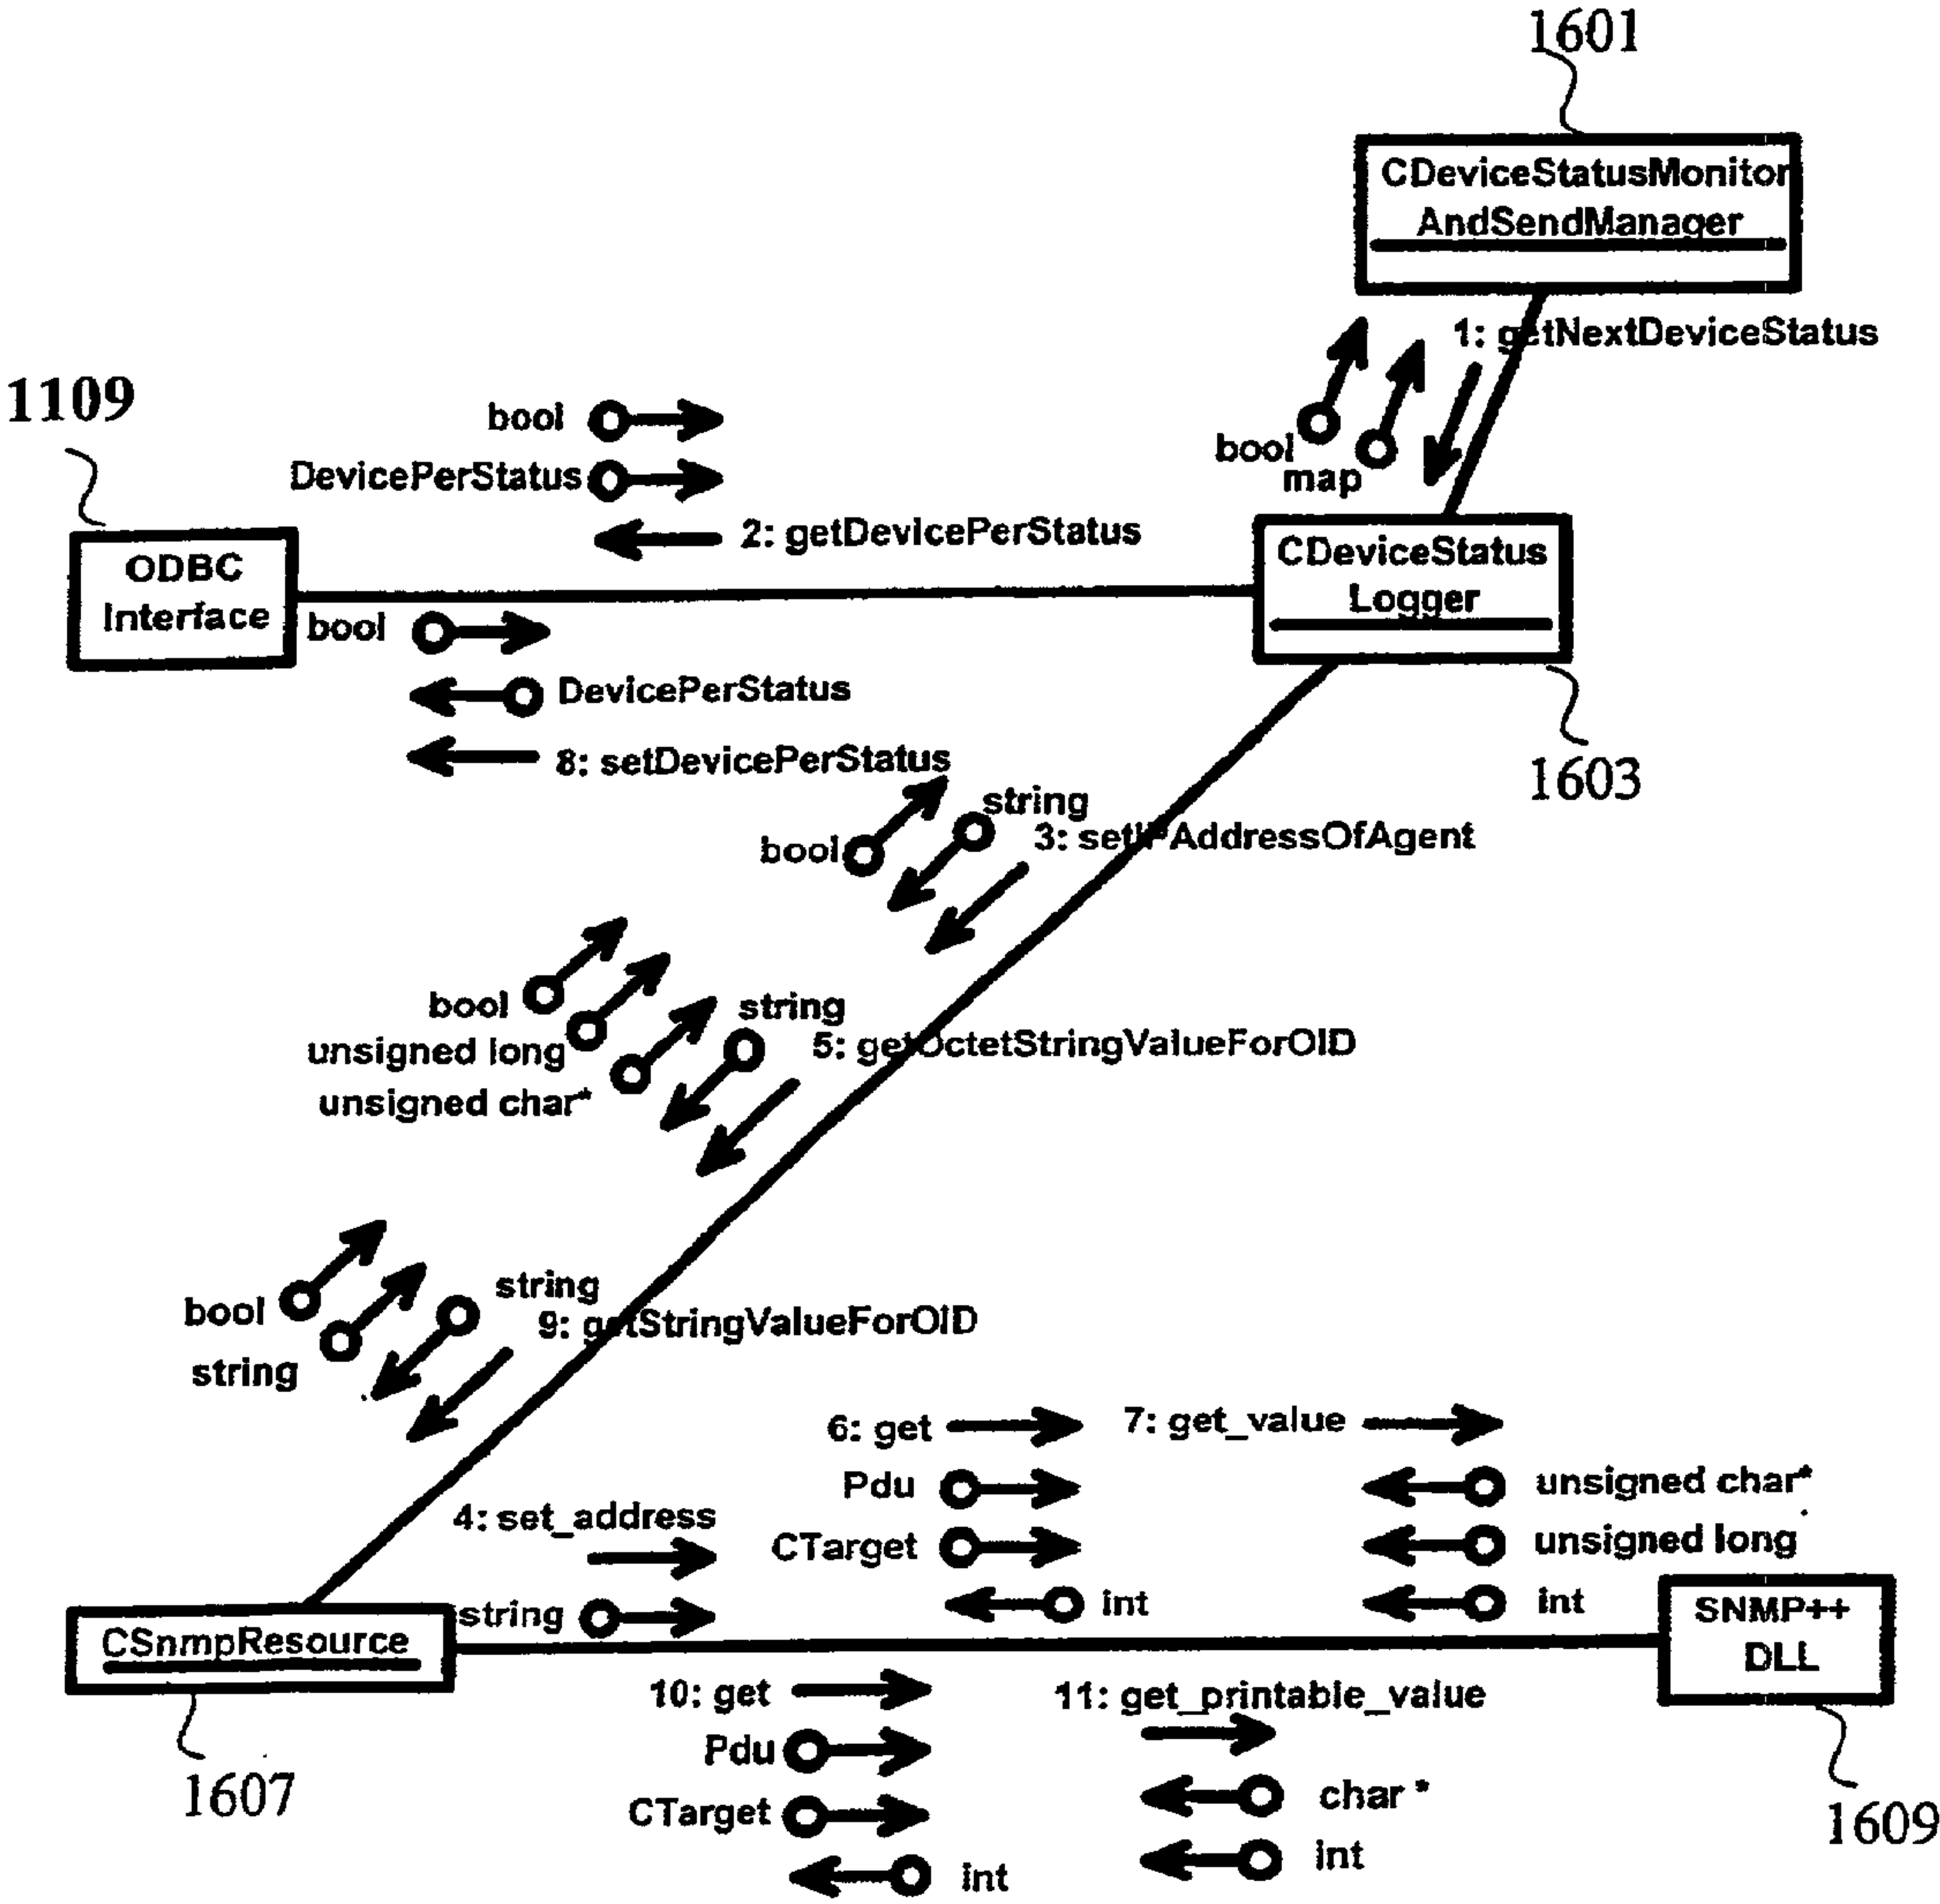 1601
CDeviceStatusMonitor
AndSendManager
1: getNextDeviceStatus
1109
bool
DevicePerStatus
2: getDevicePerStatus
bool
map
ODBC
Interface
CDeviceStatus
Logger
bool
DevicePerStatus
8: setDevicePerStatus
1603
string
bool
3: setIPAddressOfAgent
bool
string
unsigned long
5: getOctetStringValueForOID
unsigned char*
string
bool
9: getStringValueForOID
string
6: get
7: get_value
Pdu
unsigned char*
4: set_address
CTarget
unsigned long
string
int
int
CSnmpResource
SNMP++
DLL
10: get
11: get_printable_value
Pdu
char *
CTarget
int
int
1607
1609